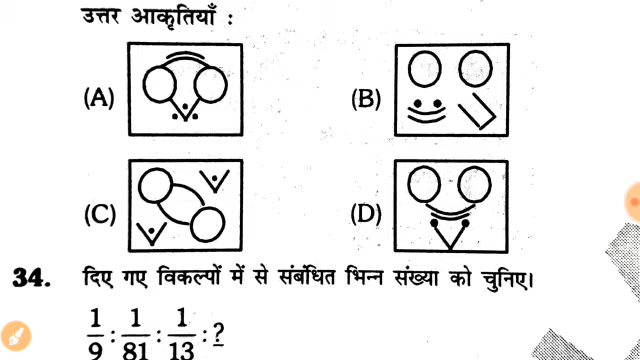 उत्तर आकृतियाँ :
(A) (B)
(C) (D)
34. दिए गए विकल्पों में से संबंधित भिन्न संख्या को चुनिए।
1/9 : 1/81 : 1/13 : ?